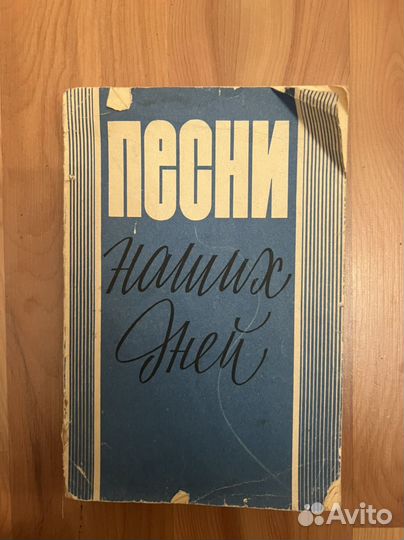 песни
наших
дней
Avito